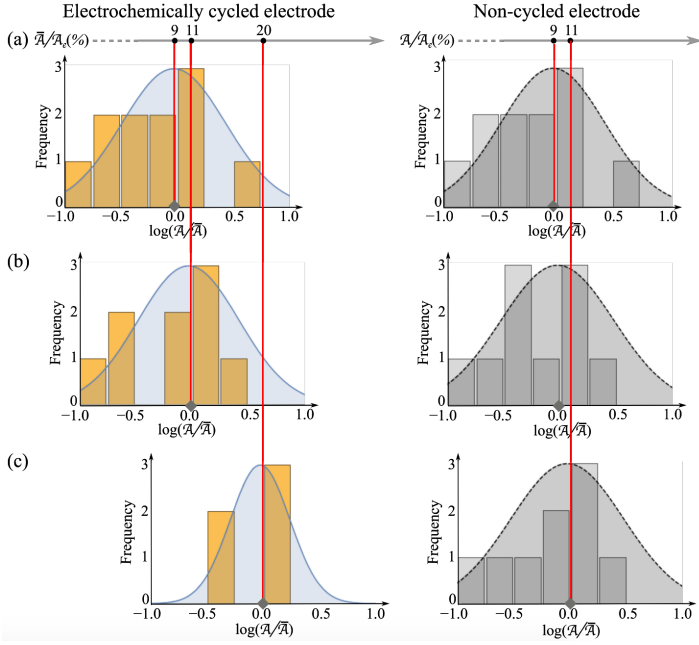 Electrochemically cycled electrode
Non-cycled electrode
(a)
𝒜̅/𝒜ₑ(%)
9 11 20
𝒜/𝒜ₑ(%)
9 11
Frequency
3
2
1
0
−1.0 −0.5 0.0 0.5 1.0
log(𝒜/𝒜̅)
Frequency
3
2
1
0
−1.0 −0.5 0.0 0.5 1.0
log(𝒜/𝒜̅)
(b)
Frequency
3
2
1
0
−1.0 −0.5 0.0 0.5 1.0
log(𝒜/𝒜̅)
Frequency
3
2
1
0
−1.0 −0.5 0.0 0.5 1.0
log(𝒜/𝒜̅)
(c)
Frequency
3
2
1
0
−1.0 −0.5 0.0 0.5 1.0
log(𝒜/𝒜̅)
Frequency
3
2
1
0
−1.0 −0.5 0.0 0.5 1.0
log(𝒜/𝒜̅)